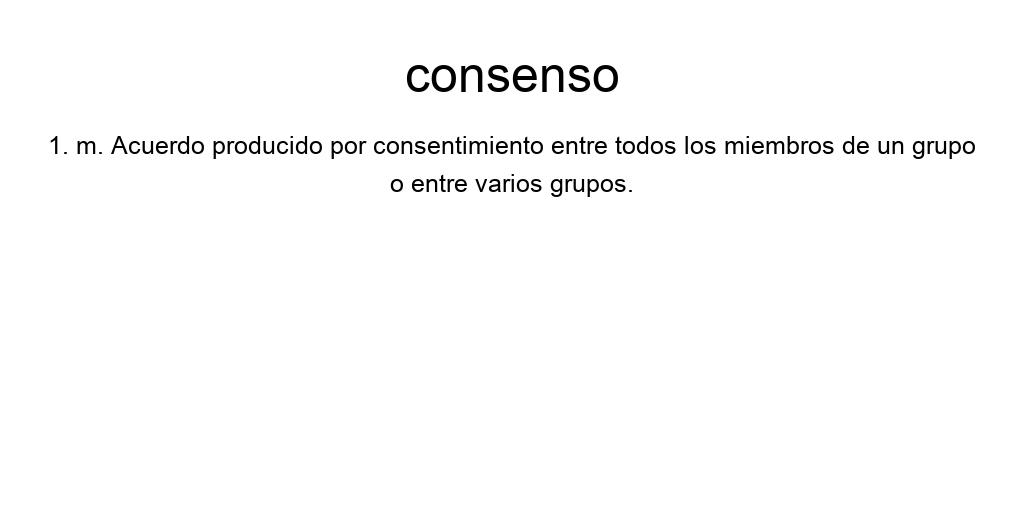 consenso
1. m. Acuerdo producido por consentimiento entre todos los miembros de un grupo
o entre varios grupos.